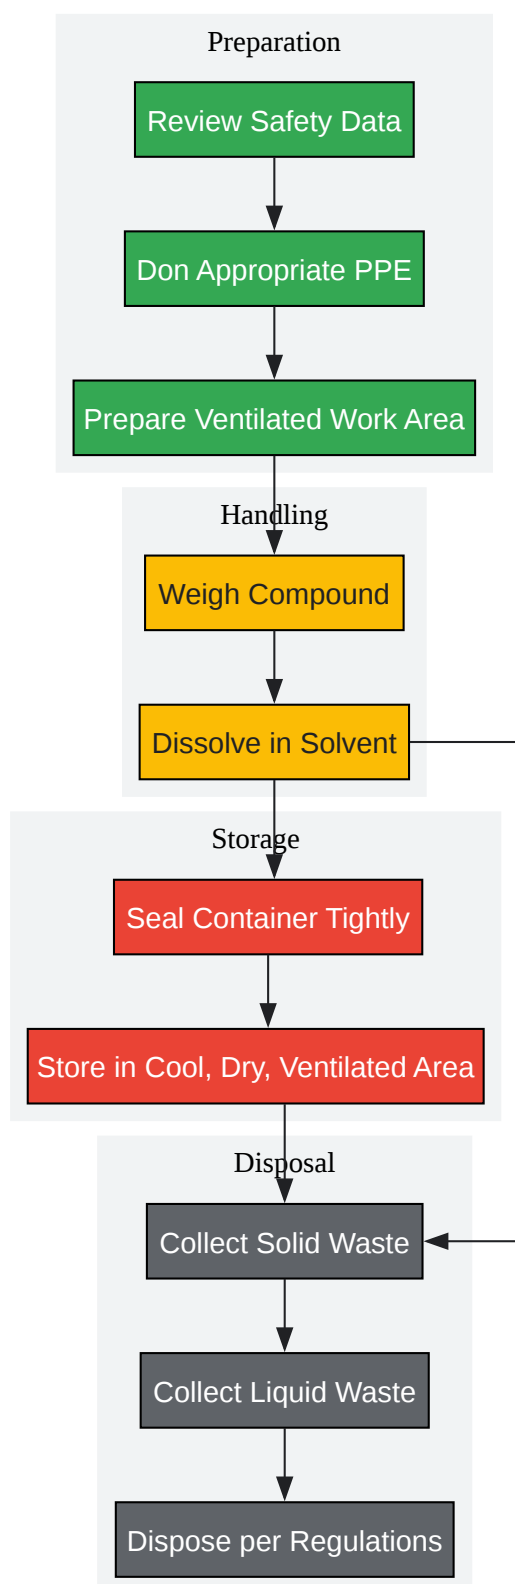 Preparation
Review Safety Data
Don Appropriate PPE
Prepare Ventilated Work Area
Handling
Weigh Compound
Dissolve in Solvent
Storage
Seal Container Tightly
Store in Cool, Dry, Ventilated Area
Disposal
Collect Solid Waste
Collect Liquid Waste
Dispose per Regulations